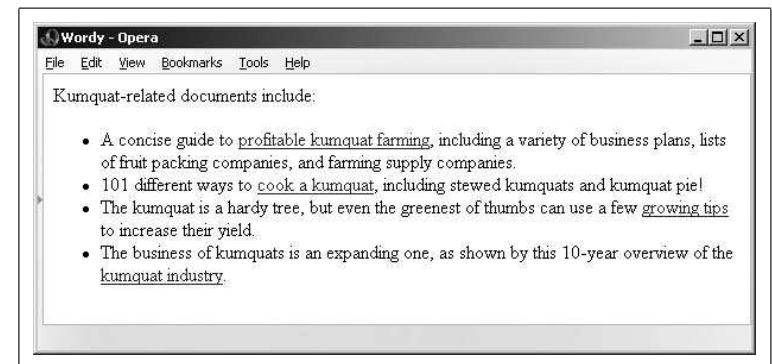 Wordy - Opera
File Edit View Bookmarks Tools Help
Kumquat-related documents include:
• A concise guide to profitable kumquat farming, including a variety of business plans, lists
of fruit packing companies, and farming supply companies.
• 101 different ways to cook a kumquat, including stewed kumquats and kumquat pie!
• The kumquat is a hardy tree, but even the greenest of thumbs can use a few growing tips
to increase their yield.
• The business of kumquats is an expanding one, as shown by this 10-year overview of the
kumquat industry.